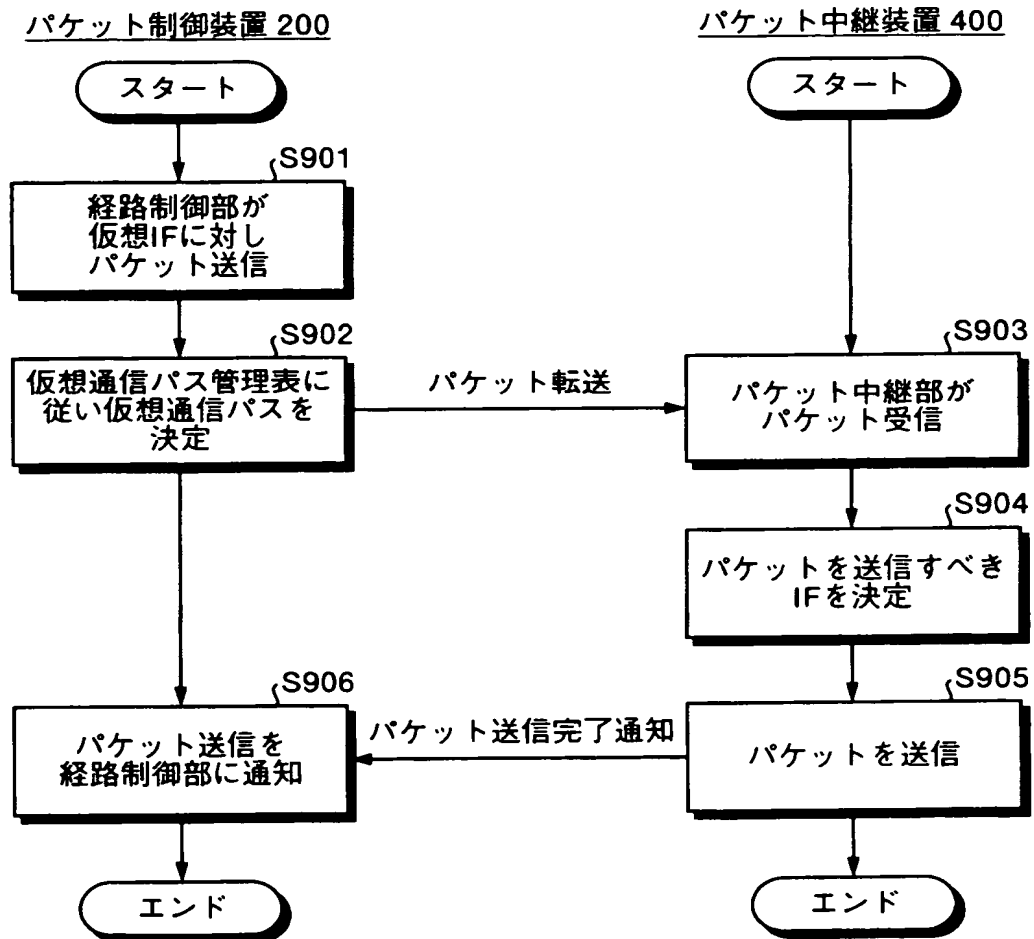 パケット制御装置 200
パケット中継装置 400
スタート
スタート
S901
経路制御部が
仮想IFに対し
パケット送信
S902
仮想通信パス管理表に
従い仮想通信パスを
決定
パケット転送
S903
パケット中継部が
パケット受信
S904
パケットを送信すべき
IFを決定
S906
パケット送信を
経路制御部に通知
パケット送信完了通知
S905
パケットを送信
エンド
エンド